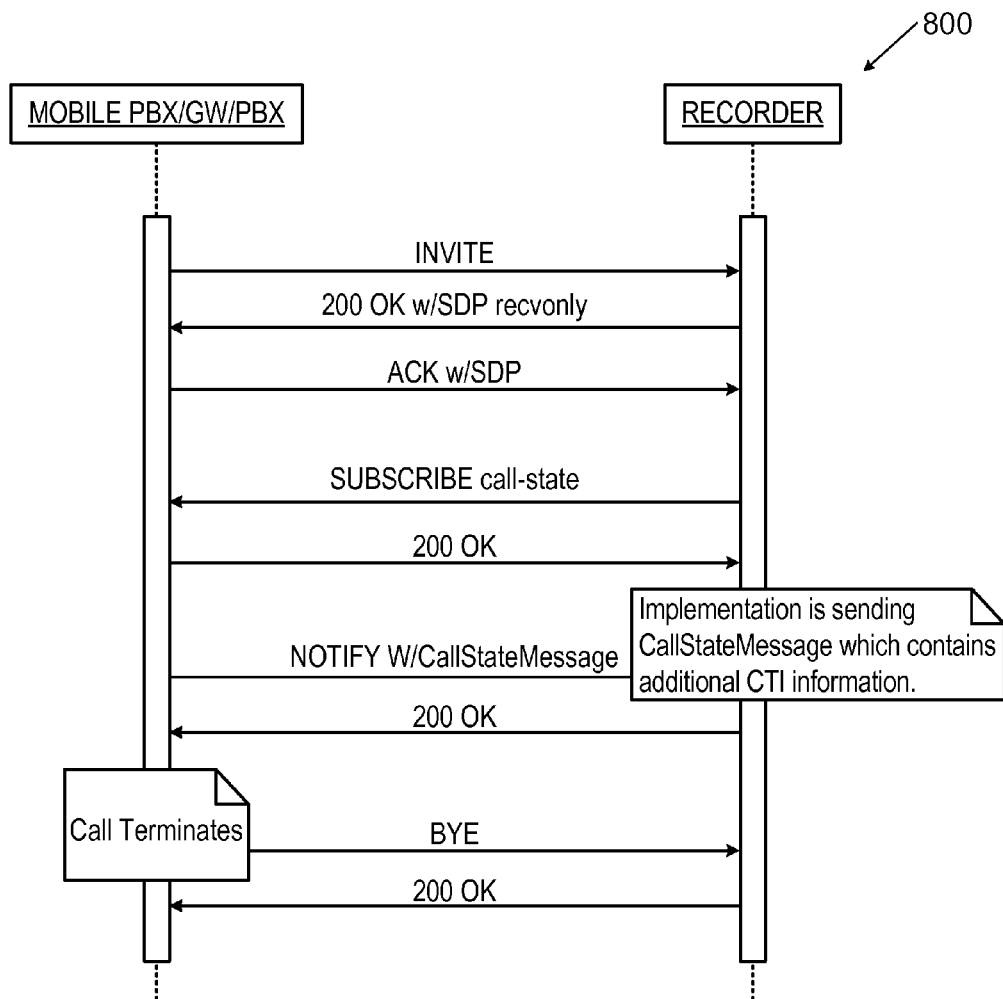 800
MOBILE PBX/GW/PBX
RECORDER
INVITE
200 OK w/SDP recvonly
ACK w/SDP
SUBSCRIBE call-state
200 OK
Implementation is sending
CallStateMessage which contains
additional CTI information.
NOTIFY W/CallStateMessage
200 OK
Call Terminates
BYE
200 OK